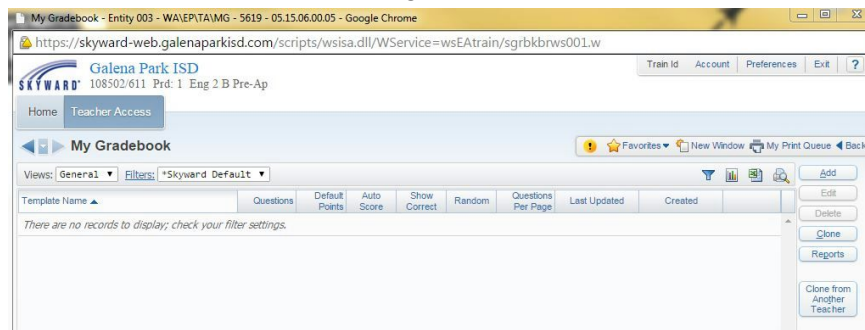 My Gradebook - Entity 003 - WA\EP\TA\MG - 5619 - 05.15.06.00.05 - Google Chrome
https://skyward-web.galenaparkisd.com/scripts/wsisa.dll/WService=wsEAtrain/sgrbkbrws001.w
SKYWARD
Galena Park ISD
108502/611 Prd: 1 Eng 2 B Pre-Ap
Train Id Account Preferences Exit ?
Home Teacher Access
My Gradebook
Favorites New Window My Print Queue Back
Views: General Filters: *Skyward Default
Template Name Questions Default Points Auto Score Show Correct Random Questions Per Page Last Updated Created
There are no records to display; check your filter settings.
Add
Edit
Delete
Clone
Reports
Clone from
Another
Teacher